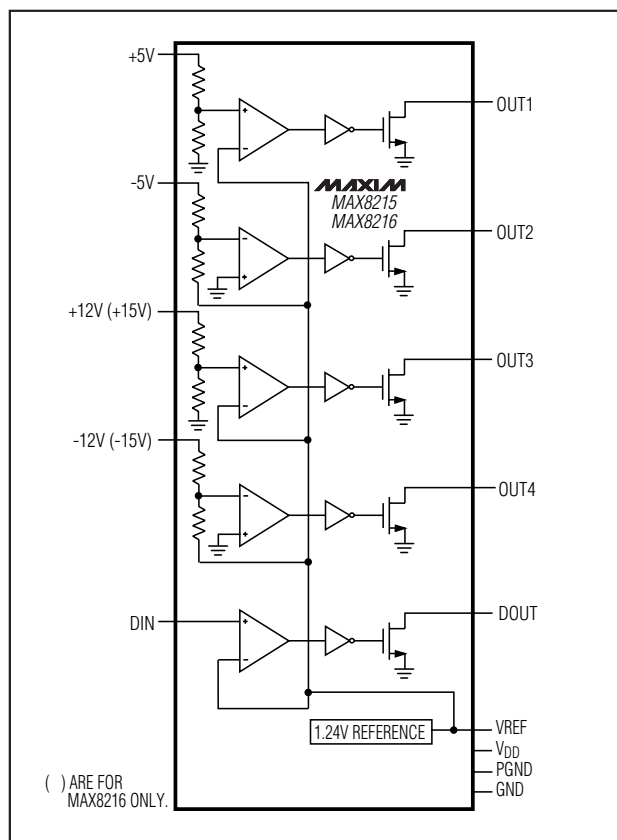 +5V
OUT1
+
−
−5V
MAXIM
MAX8215
MAX8216
OUT2
−
+
+12V (+15V)
OUT3
+
−
-12V (-15V)
OUT4
−
+
DIN
DOUT
+
−
1.24V REFERENCE
VREF
VDD
PGND
GND
( ) ARE FOR
MAX8216 ONLY.